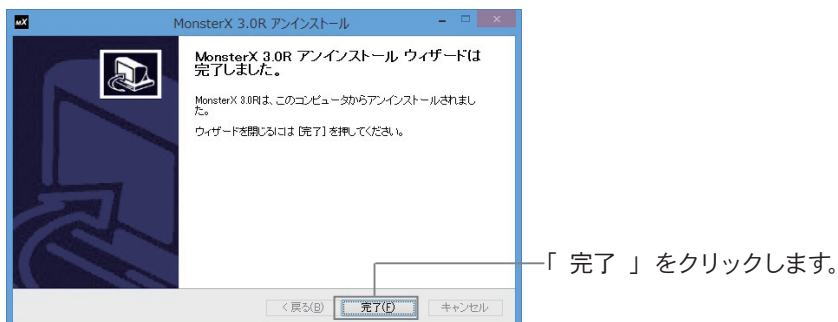 MX
MonsterX 3.0R アンインストール
MonsterX 3.0R アンインストール ウィザードは
完了しました。
MonsterX 3.0Rは、このコンピュータからアンインストールされまし
た。
ウィザードを閉じるには [完了] を押してください。
「 完了 」 をクリックします。
< 戻る(B)
完了(F)
キャンセル